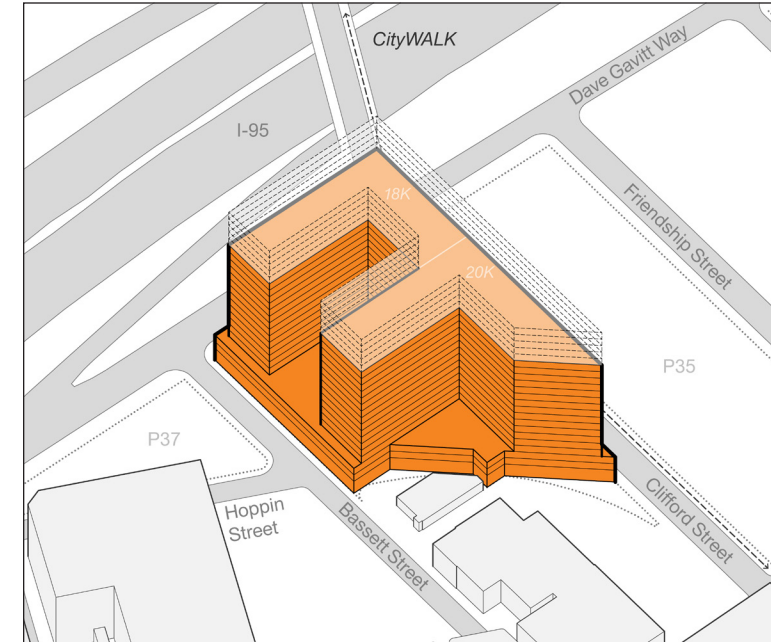 CityWALK
Dave Gavitt Way
I-95
18K
Friendship Street
20K
P35
P37
Hoppin
Street
Bassett Street
Clifford Street